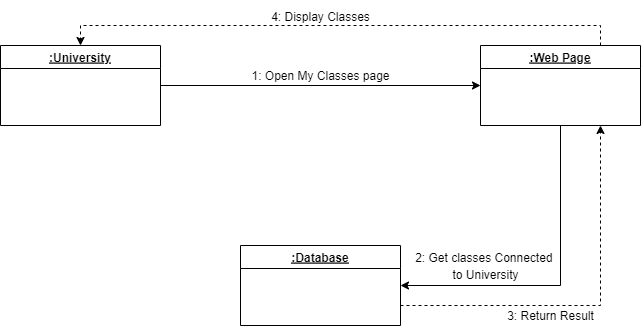 4: Display Classes
:University
:Web Page
1: Open My Classes page
:Database
2: Get classes Connected
to University
3: Return Result